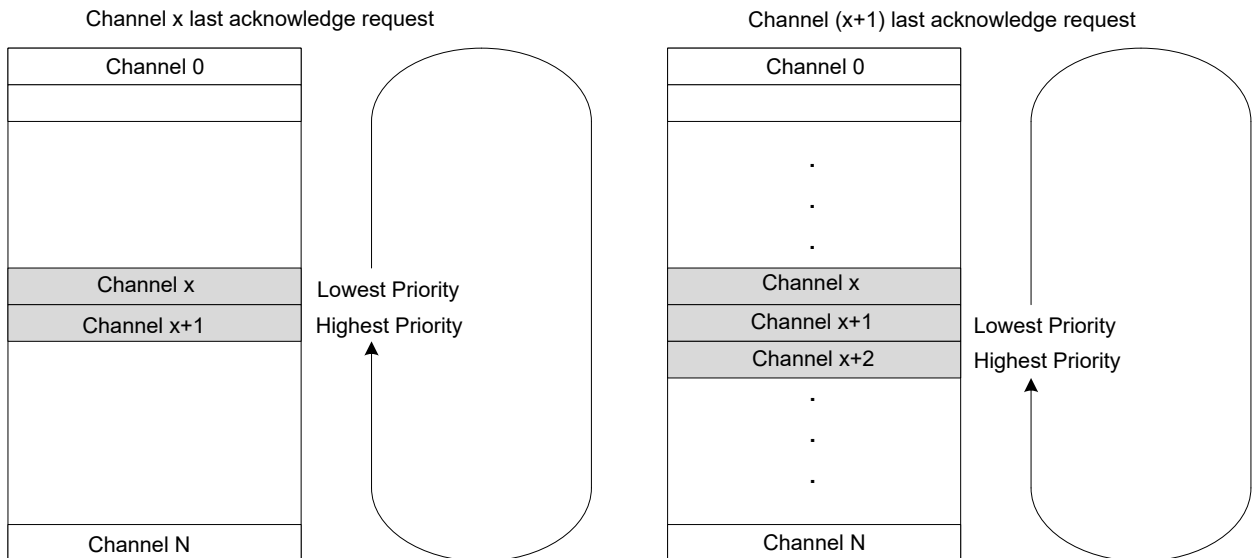 Channel x last acknowledge request
Channel 0
Channel x
Lowest Priority
Channel x+1
Highest Priority
Channel N
Channel (x+1) last acknowledge request
Channel 0
.
.
.
Channel x
Channel x+1
Lowest Priority
Channel x+2
Highest Priority
.
.
.
Channel N